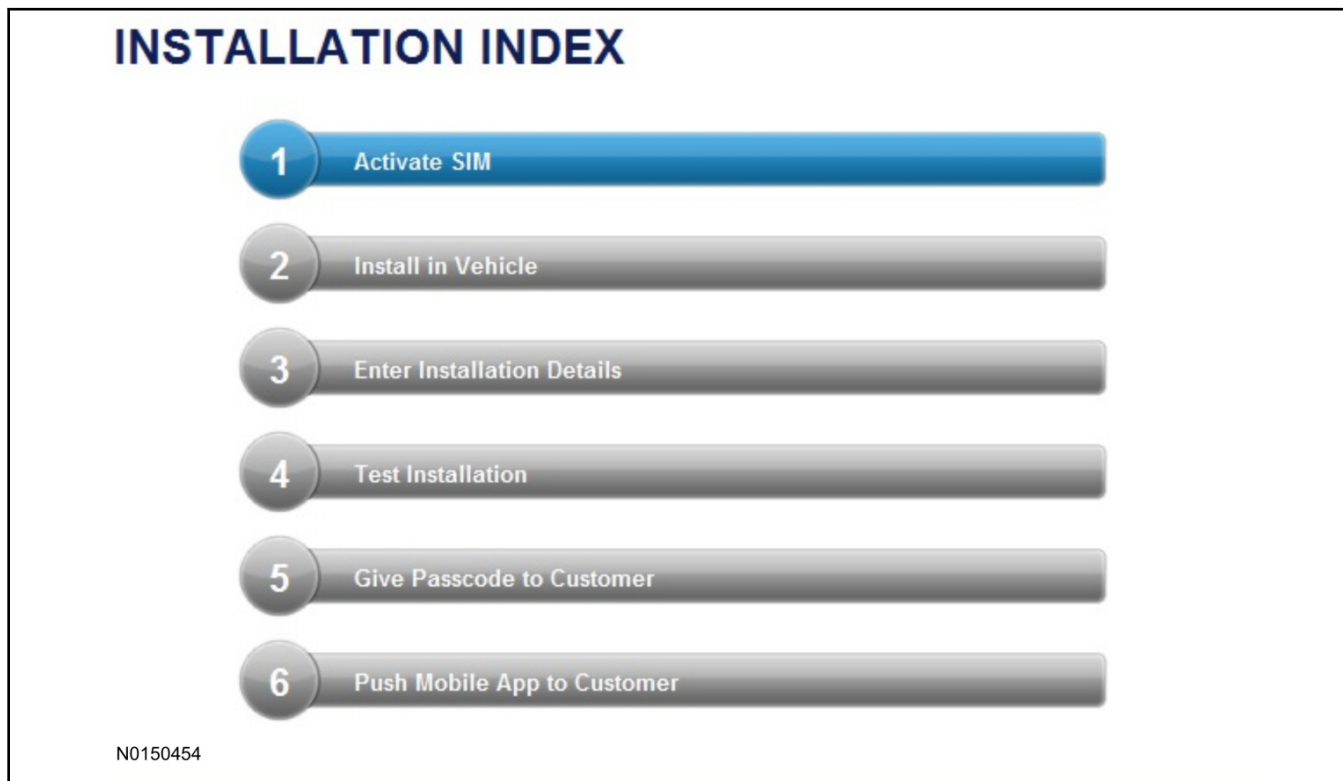 INSTALLATION INDEX
1 Activate SIM
2 Install in Vehicle
3 Enter Installation Details
4 Test Installation
5 Give Passcode to Customer
6 Push Mobile App to Customer
N0150454